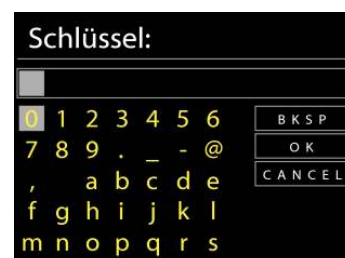 Schlüssel:
0 1 2 3 4 5 6
7 8 9 . _ - @
, a b c d e
f g h i j k l
m n o p q r s
BKSP
OK
CANCEL